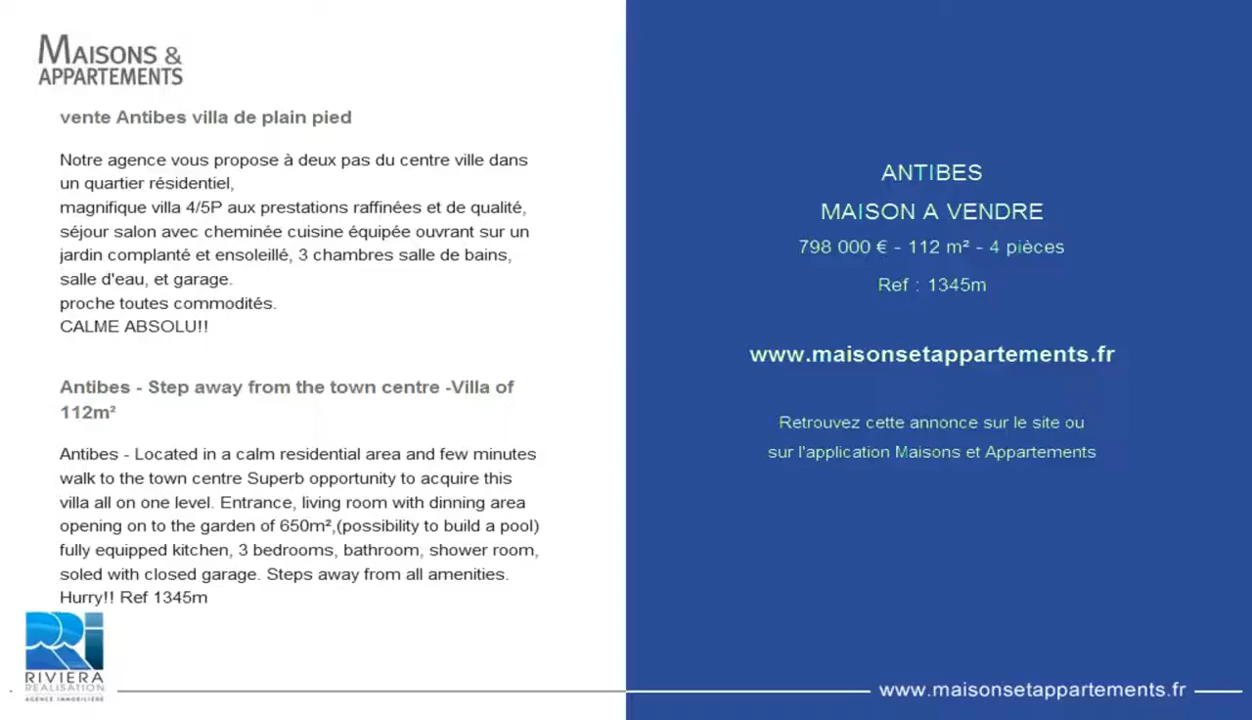 MAISONS &
APPARTEMENTS
vente Antibes villa de plain pied
Notre agence vous propose à deux pas du centre ville dans
un quartier résidentiel,
magnifique villa 4/5P aux prestations raffinées et de qualité,
séjour salon avec cheminée cuisine équipée ouvrant sur un
jardin complanté et ensoleillé, 3 chambres salle de bains,
salle d'eau, et garage.
proche toutes commodités.
CALME ABSOLU!!
Antibes - Step away from the town centre -Villa of
112m²
Antibes - Located in a calm residential area and few minutes
walk to the town centre Superb opportunity to acquire this
villa all on one level. Entrance, living room with dinning area
opening on to the garden of 650m²,(possibility to build a pool)
fully equipped kitchen, 3 bedrooms, bathroom, shower room,
soled with closed garage. Steps away from all amenities.
Hurry!! Ref 1345m
RIVIERA
REALISATION
AGENCE IMMOBILIÈRE
ANTIBES
MAISON A VENDRE
798 000 € - 112 m² - 4 pièces
Ref : 1345m
www.maisonsetappartements.fr
Retrouvez cette annonce sur le site ou
sur l'application Maisons et Appartements
www.maisonsetappartements.fr